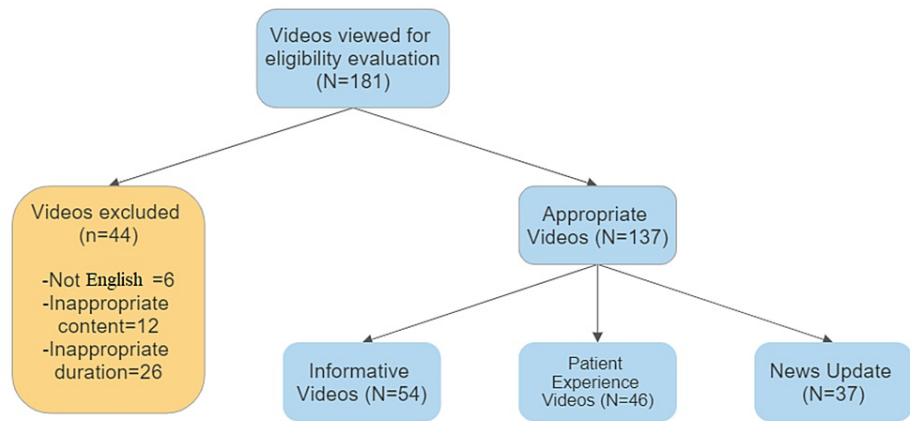 Videos viewed for
eligibility evaluation
(N=181)
Videos excluded
(n=44)
-Not English =6
-Inappropriate
content=12
-Inappropriate
duration=26
Appropriate
Videos (N=137)
Informative
Videos (N=54)
Patient
Experience
Videos (N=46)
News Update
(N=37)